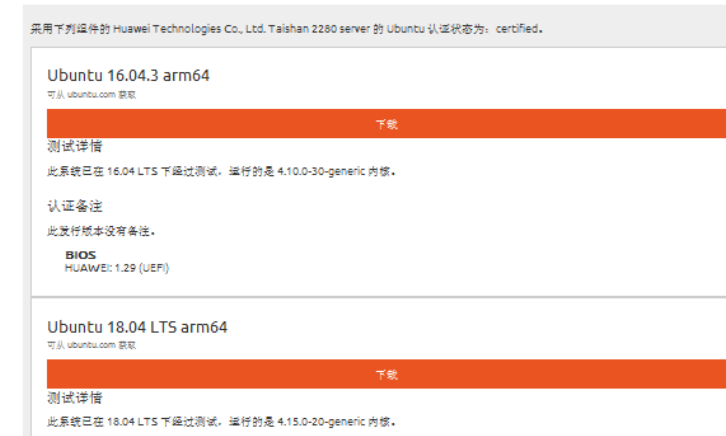 采用下列组件的 Huawei Technologies Co., Ltd. Taishan 2280 server 的 Ubuntu 认证状态为：certified。
Ubuntu 16.04.3 arm64
可从 ubuntu.com 获取
下载
测试详情
此系统已在 16.04 LTS 下经过测试，运行的是 4.10.0-30-generic 内核。
认证备注
此发行版本没有备注。
BIOS
HUAWEI: 1.29 (UEFI)
Ubuntu 18.04 LTS arm64
可从 ubuntu.com 获取
下载
测试详情
此系统已在 18.04 LTS 下经过测试，运行的是 4.15.0-20-generic 内核。